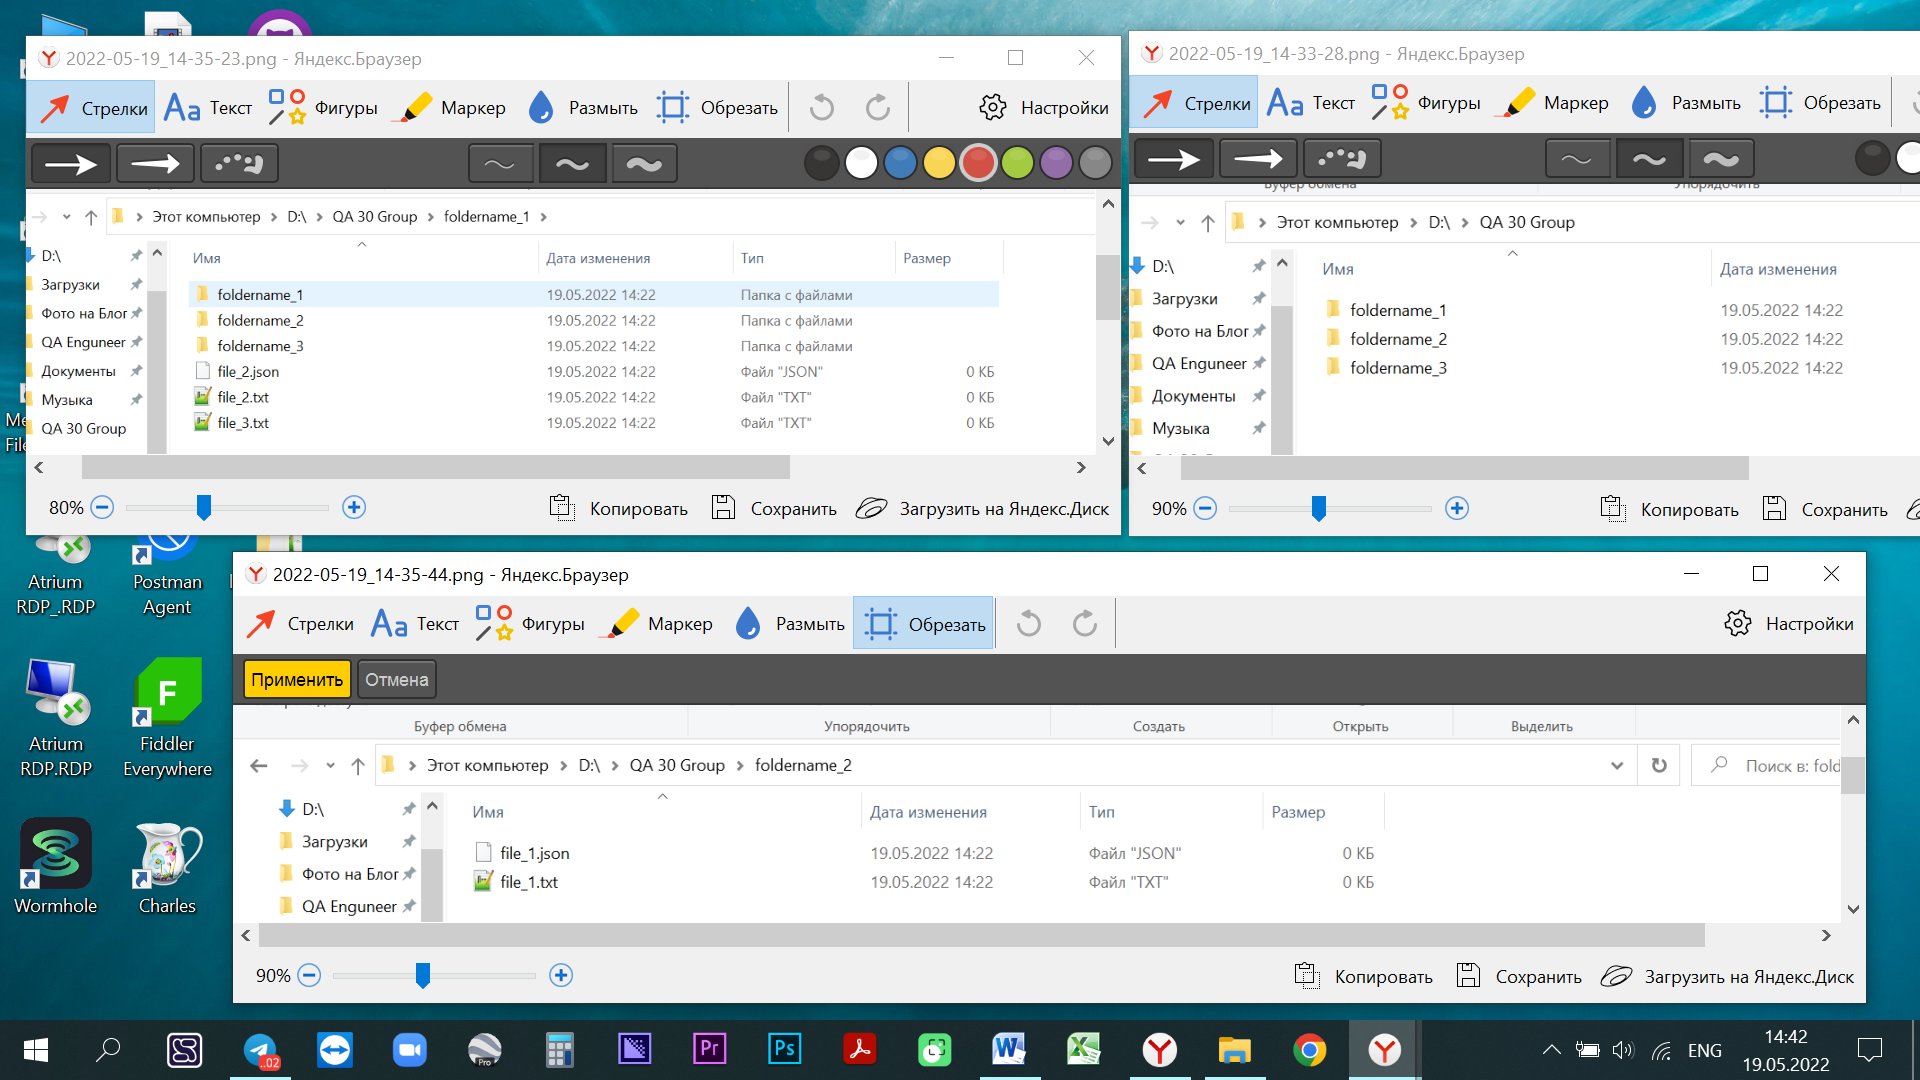 2022-05-19_14-35-23.png - Яндекс.Браузер
Стрелки Текст Фигуры Маркер Размыть Обрезать Настройки
Этот компьютер D:\ QA 30 Group foldername_1
Имя Дата изменения Тип Размер
D:\
Загрузки
Фото на Блог
QA Enguneer
Документы
Музыка
QA 30 Group
foldername_1 19.05.2022 14:22 Папка с файлами
foldername_2 19.05.2022 14:22 Папка с файлами
foldername_3 19.05.2022 14:22 Папка с файлами
file_2.json 19.05.2022 14:22 Файл "JSON" 0 КБ
file_2.txt 19.05.2022 14:22 Файл "TXT" 0 КБ
file_3.txt 19.05.2022 14:22 Файл "TXT" 0 КБ
80% Копировать Сохранить Загрузить на Яндекс.Диск
2022-05-19_14-33-28.png - Яндекс.Браузер
Стрелки Текст Фигуры Маркер Размыть Обрезать
Буфер обмена Упорядочить
Этот компьютер D:\ QA 30 Group
Имя Дата изменения
D:\
Загрузки
Фото на Блог
QA Enguneer
Документы
Музыка
foldername_1 19.05.2022 14:22
foldername_2 19.05.2022 14:22
foldername_3 19.05.2022 14:22
90% Копировать Сохранить
2022-05-19_14-35-44.png - Яндекс.Браузер
Стрелки Текст Фигуры Маркер Размыть Обрезать Настройки
Применить Отмена
Буфер обмена Упорядочить Создать Открыть Выделить
Этот компьютер D:\ QA 30 Group foldername_2 Поиск в: fold
Имя Дата изменения Тип Размер
D:\
Загрузки
Фото на Блог
QA Enguneer
file_1.json 19.05.2022 14:22 Файл "JSON" 0 КБ
file_1.txt 19.05.2022 14:22 Файл "TXT" 0 КБ
90% Копировать Сохранить Загрузить на Яндекс.Диск
Atrium
RDP_.RDP
Postman
Agent
Atrium
RDP.RDP
Fiddler
Everywhere
Wormhole
Charles
..02 Pro Pr Ps
ENG
14:42
19.05.2022